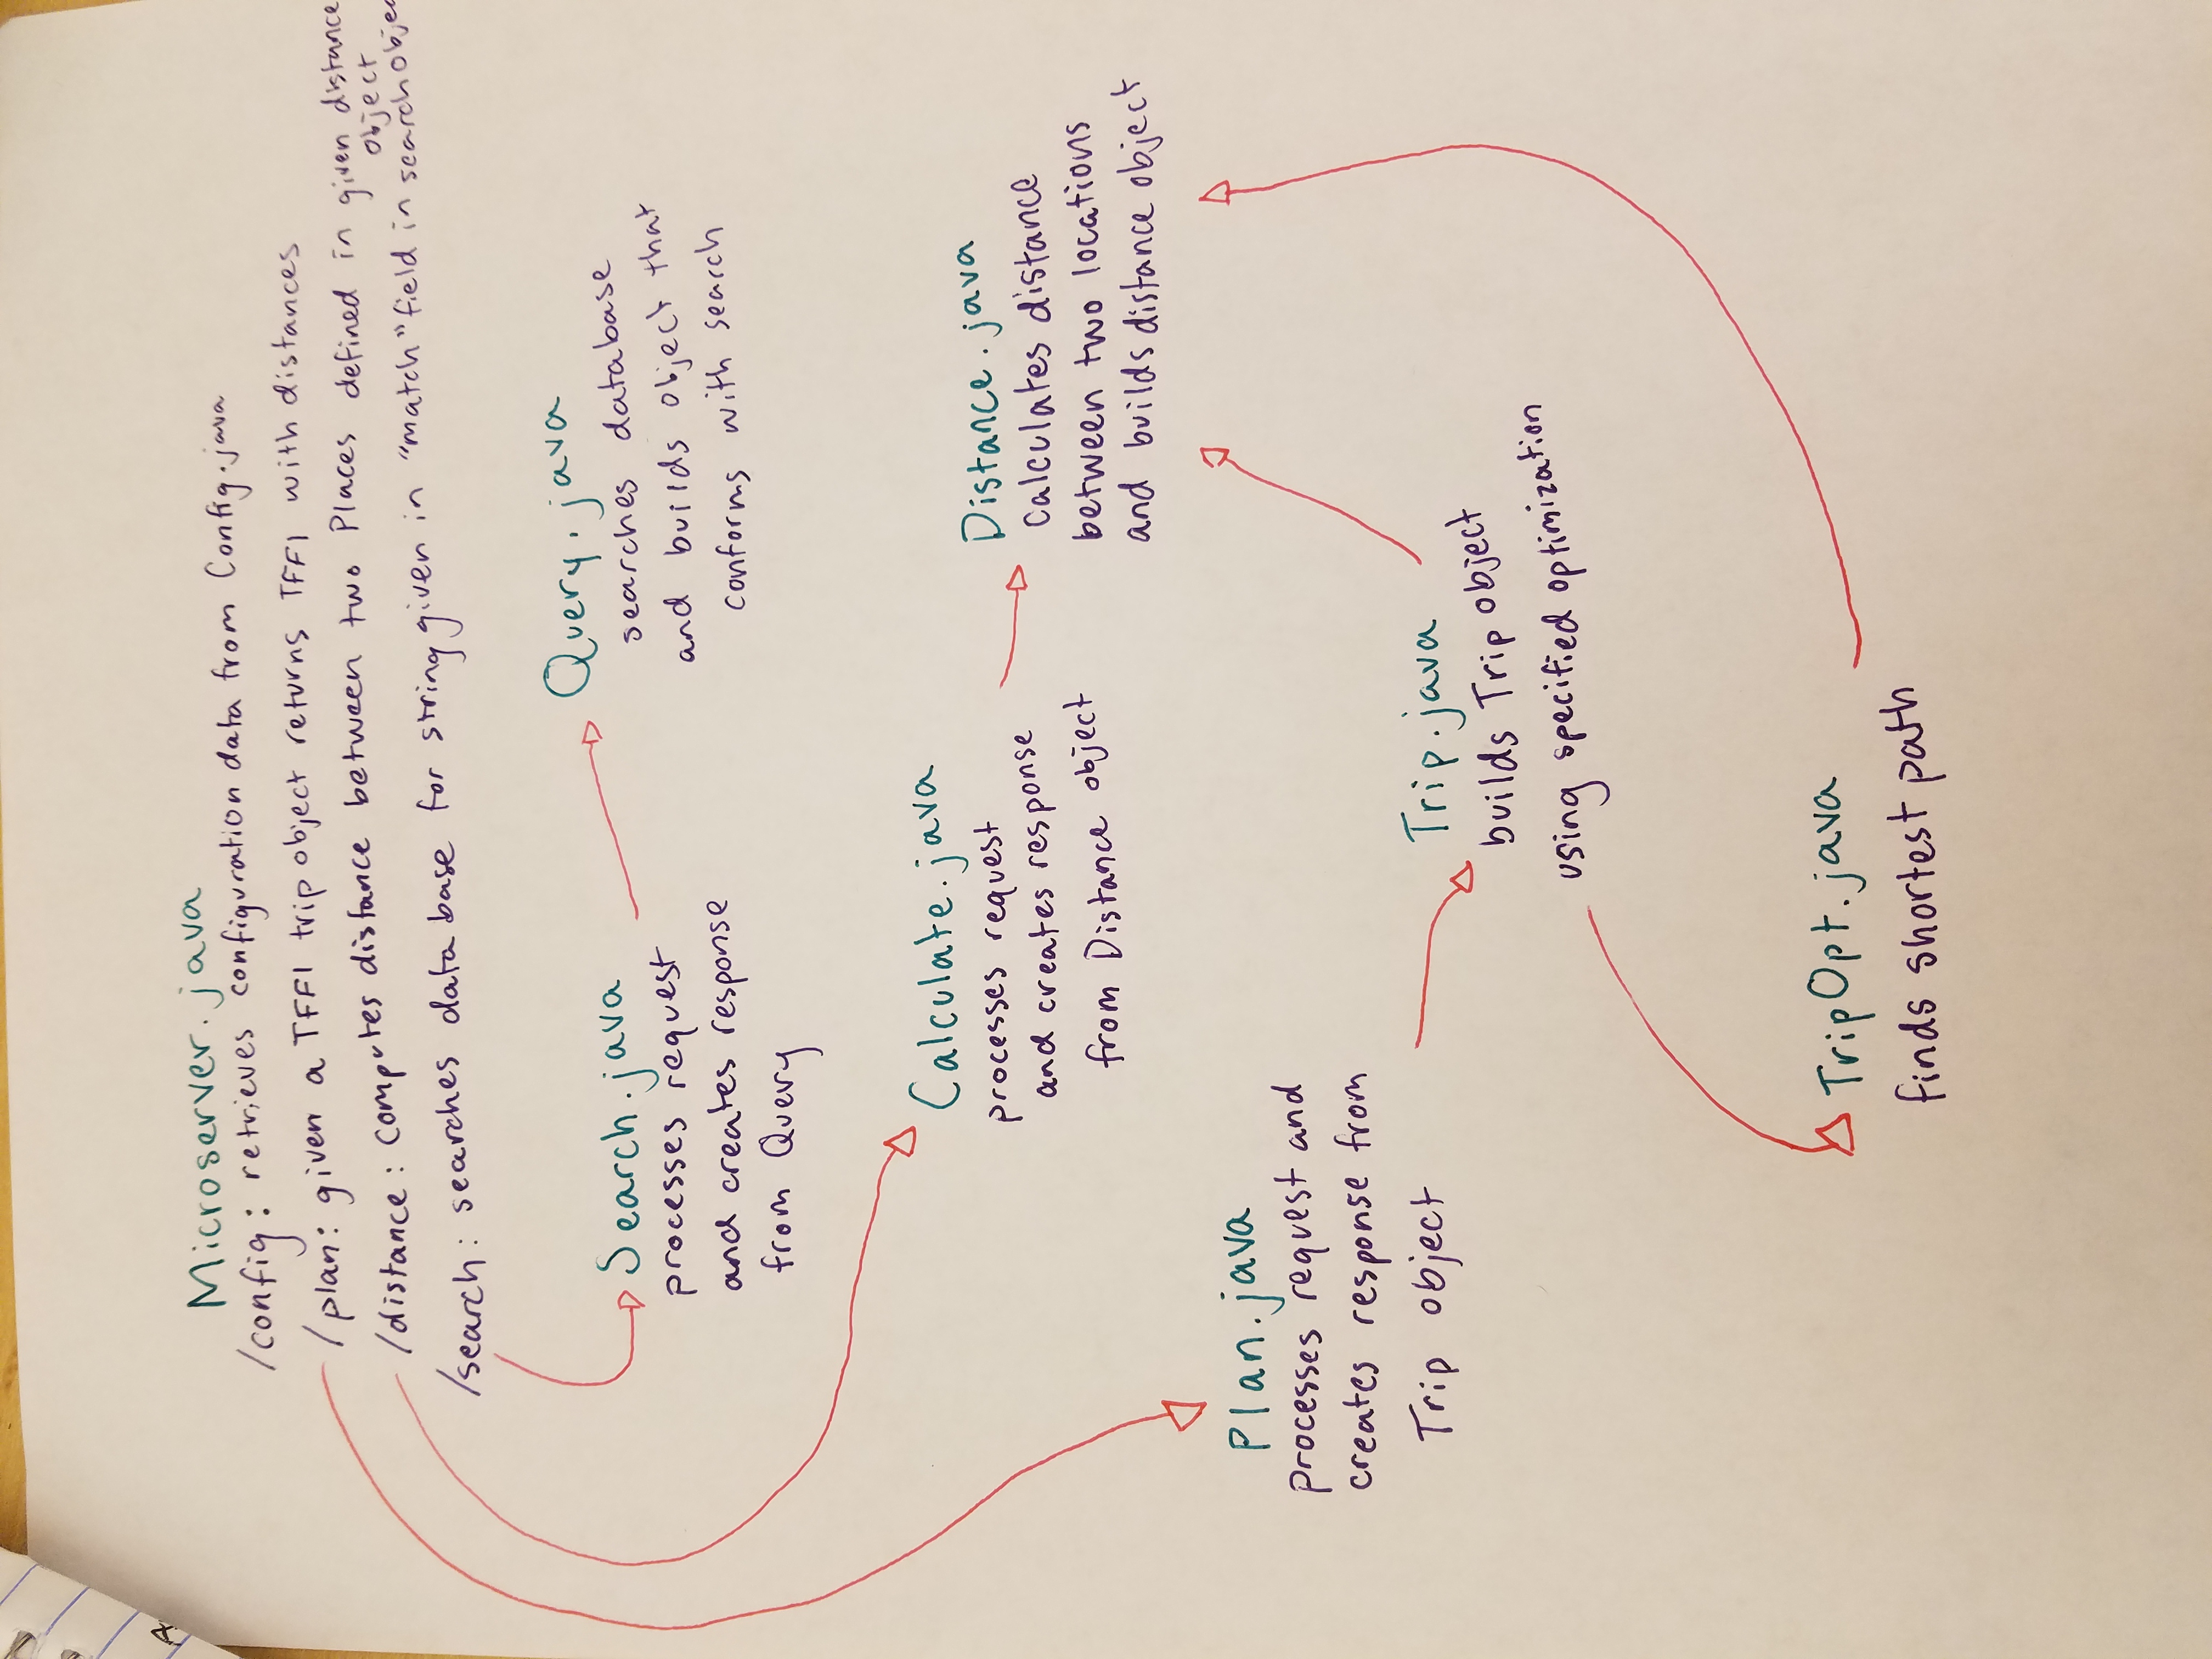 A
Microserver.java
/config: retrieves configuration data from Config.java
/plan: given a TFFI trip object returns TFFI with distances
/distance: computes distance between two Places defined in given distance
object
/search: searches database for string given in "match" field in search objec
Search.java
processes request
and creates response
from Query
Query.java
searches database
and builds object that
conforms with search
Calculate.java
processes request
and creates response
from Distance object
Distance.java
calculates distance
between two locations
and builds distance object
Plan.java
processes request and
creates response from
Trip object
Trip.java
builds Trip object
using specified optimization
TripOpt.java
finds shortest path